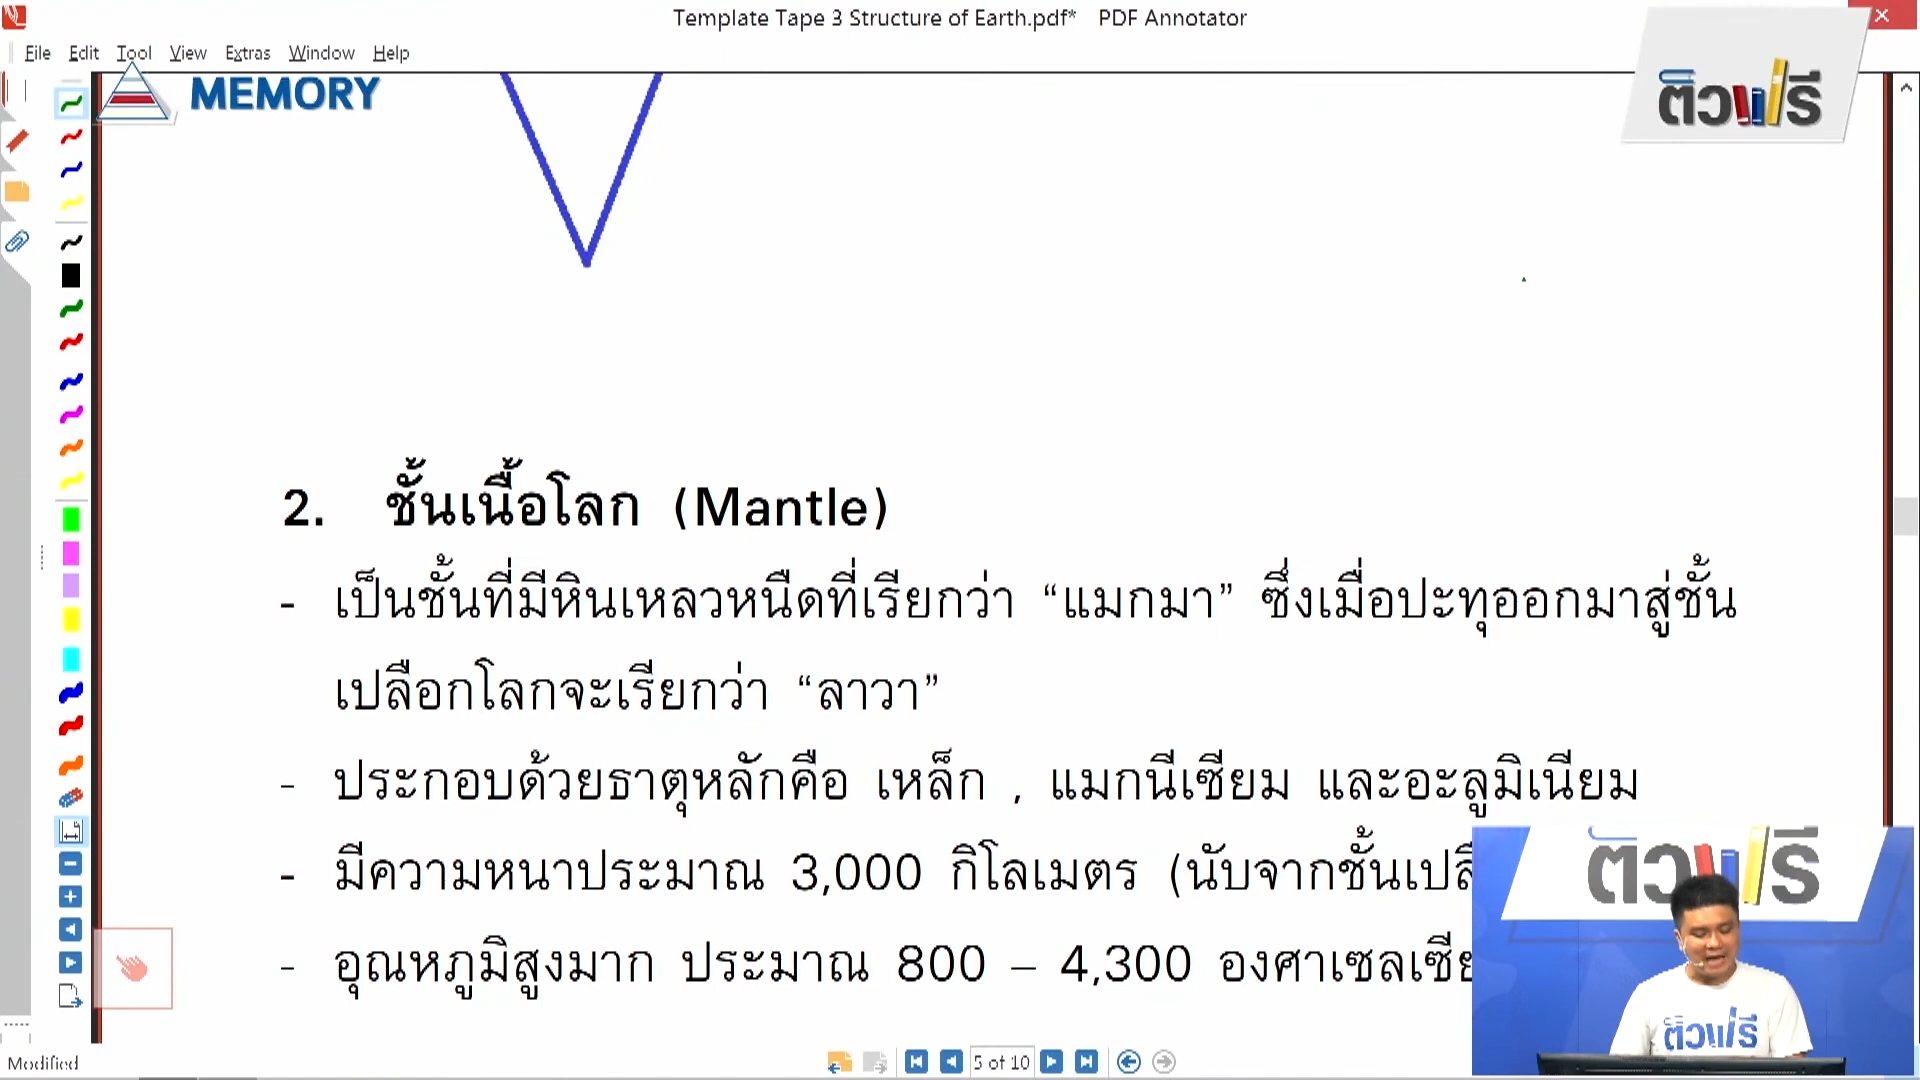 Template Tape 3 Structure of Earth.pdf* PDF Annotator
File Edit Tool View Extras Window Help
MEMORY
ติวฟรี
2. ชั้นเนื้อโลก (Mantle)
- เป็นชั้นที่มีหินเหลวหนืดที่เรียกว่า “แมกมา” ซึ่งเมื่อปะทุออกมาสู่ชั้น
เปลือกโลกจะเรียกว่า “ลาวา”
- ประกอบด้วยธาตุหลักคือ เหล็ก , แมกนีเซียม และอะลูมิเนียม
- มีความหนาประมาณ 3,000 กิโลเมตร (นับจากชั้นเปลื
- อุณหภูมิสูงมาก ประมาณ 800 – 4,300 องศาเซลเซีย
ติวฟรี
ติวฟรี
Modified
5 of 10